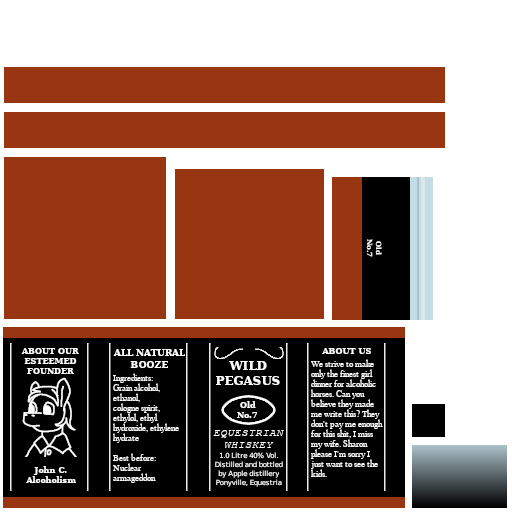 Old
No.7
ABOUT OUR
ESTEEMED
FOUNDER
John C.
Alcoholism
ALL NATURAL
BOOZE
Ingredients:
Grain alcohol,
ethanol,
cologne spirit,
ethylol, ethyl
hydroxide, ethylene
hydrate
Best before:
Nuclear
armageddon
WILD
PEGASUS
Old
No.7
EQUESTRIAN
WHISKEY
1.0 Litre 40% Vol.
Distilled and bottled
by Apple distillery
Ponyville, Equestria
ABOUT US
We strive to make
only the finest girl
dinner for alcoholic
horses. Can you
believe they made
me write this? They
don't pay me enough
for this shit, I miss
my wife. Sharon
please I'm sorry I
just want to see the
kids.